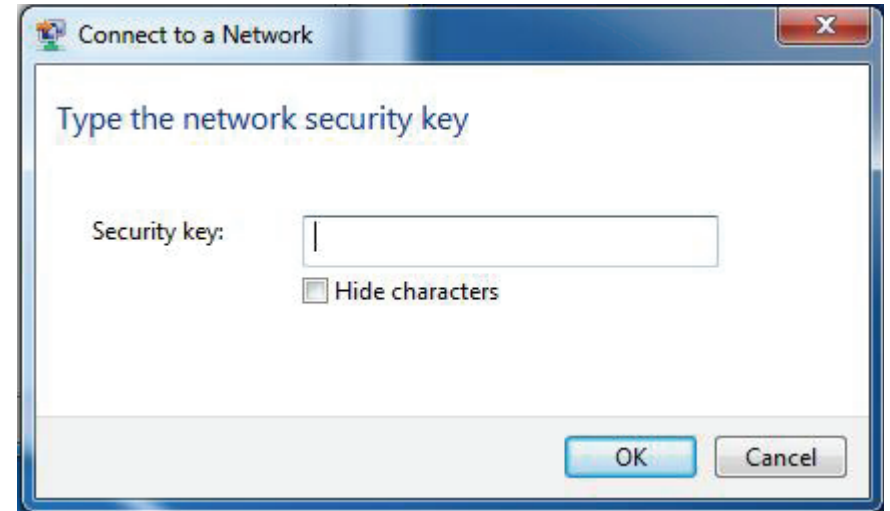 Connect to a Network
Type the network security key
Security key:
Hide characters
OK Cancel